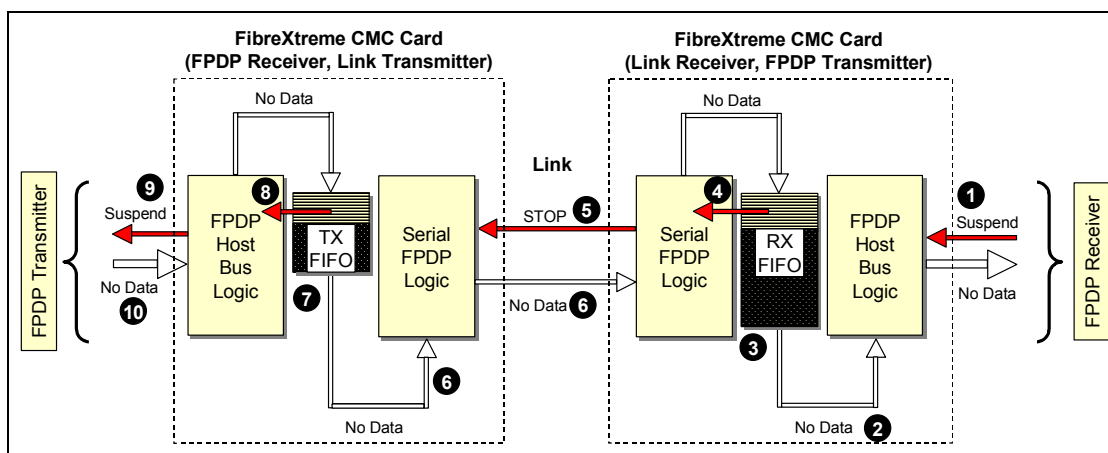 FibreXtreme CMC Card
(FPDP Receiver, Link Transmitter)
FibreXtreme CMC Card
(Link Receiver, FPDP Transmitter)
No Data
No Data
Link
FPDP Transmitter
9
Suspend
No Data
10
FPDP
Host
Bus
Logic
8
TX
FIFO
7
Serial
FPDP
Logic
6
No Data
STOP
5
No Data
6
Serial
FPDP
Logic
4
RX
FIFO
3
FPDP
Host
Bus
Logic
No Data
2
1
Suspend
No Data
FPDP Receiver